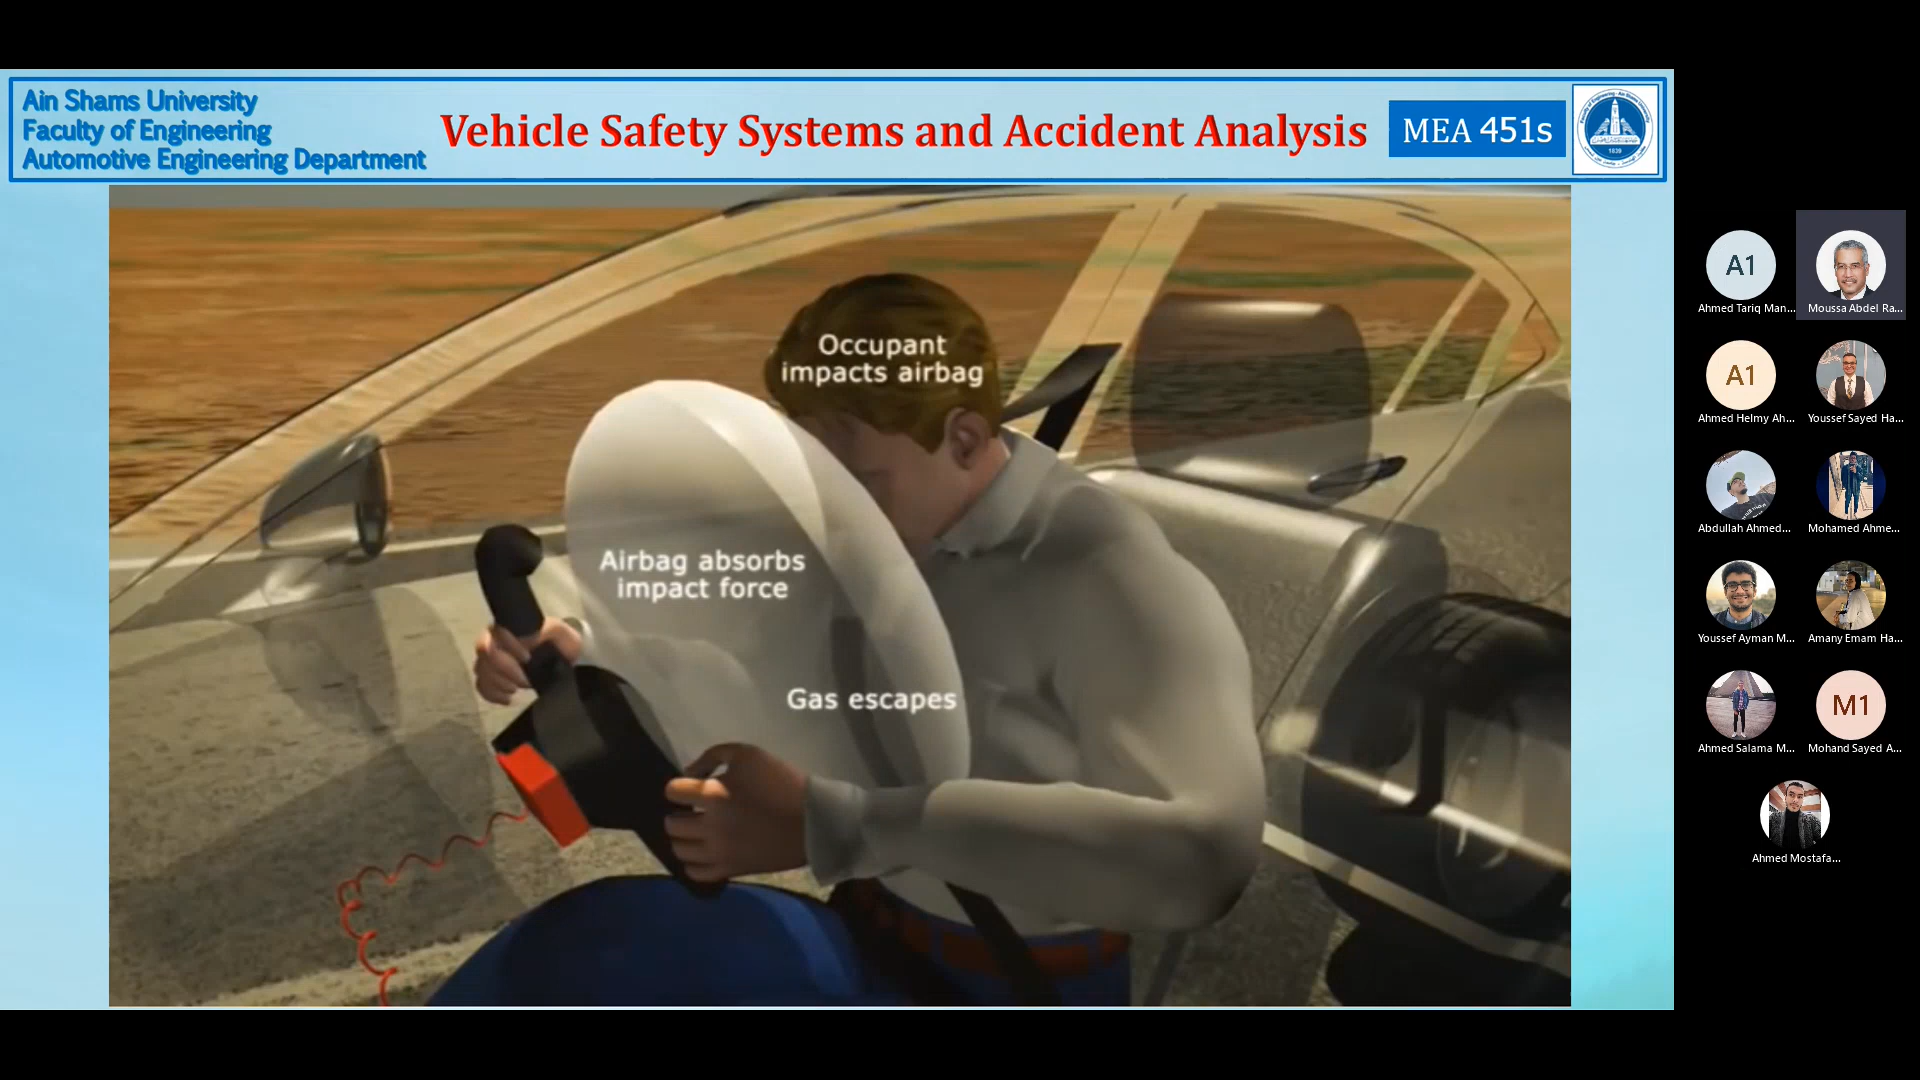 Ain Shams University
Faculty of Engineering
Automotive Engineering Department
Vehicle Safety Systems and Accident Analysis
MEA 451s
1839
Occupant
impacts airbag
Airbag absorbs
impact force
Gas escapes
A1
Ahmed Tariq Man...
Moussa Abdel Ra...
A1
Ahmed Helmy Ah...
Youssef Sayed Ha...
Abdullah Ahmed...
Mohamed Ahme...
Youssef Ayman M...
Amany Emam Ha...
Ahmed Salama M...
M1
Mohand Sayed A...
Ahmed Mostafa...